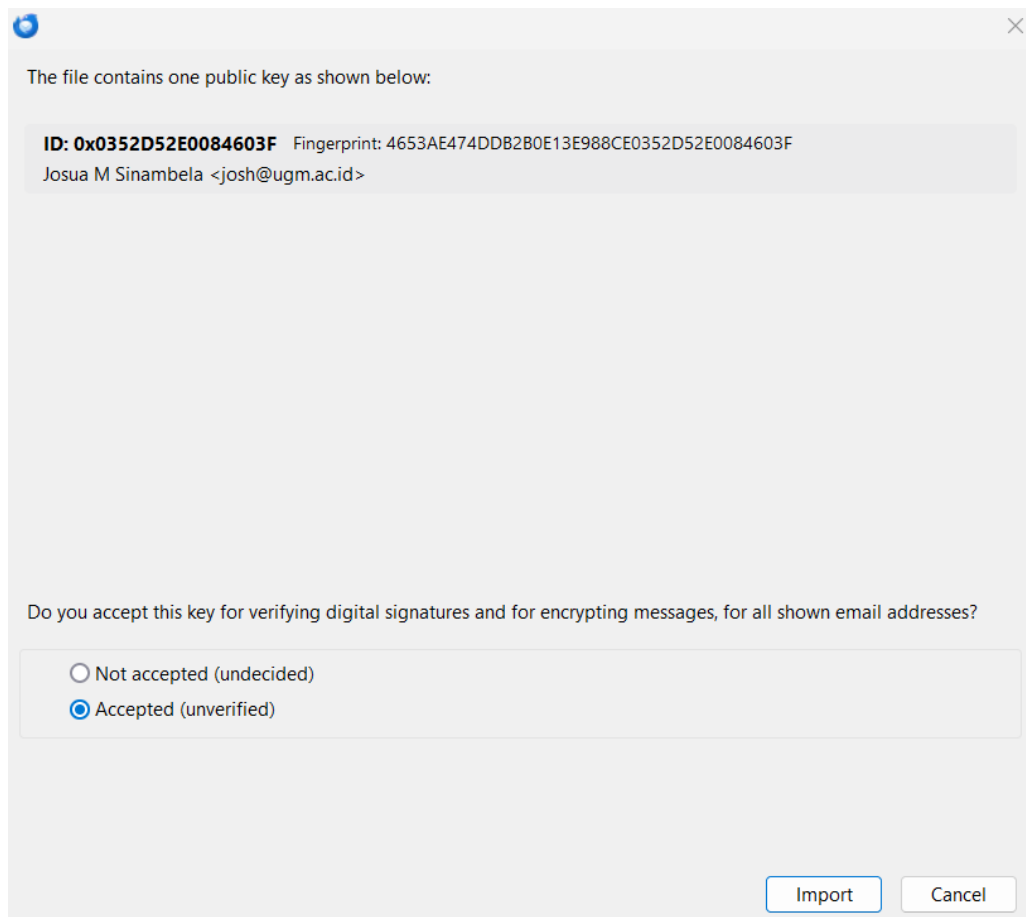 The file contains one public key as shown below:
ID: 0x0352D52E0084603F Fingerprint: 4653AE474DDB2B0E13E988CE0352D52E0084603F
Josua M Sinambela <josh@ugm.ac.id>
Do you accept this key for verifying digital signatures and for encrypting messages, for all shown email addresses?
Not accepted (undecided)
Accepted (unverified)
Import Cancel